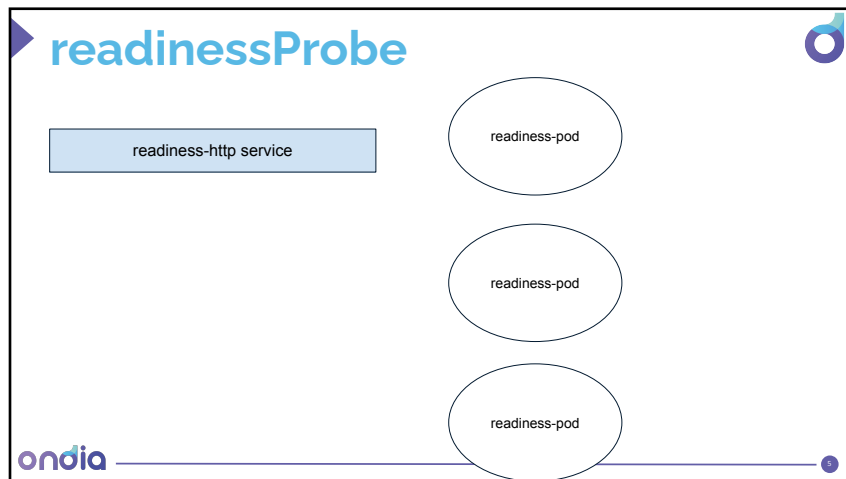 readinessProbe
readiness-http service
readiness-pod
readiness-pod
readiness-pod
ondia
5